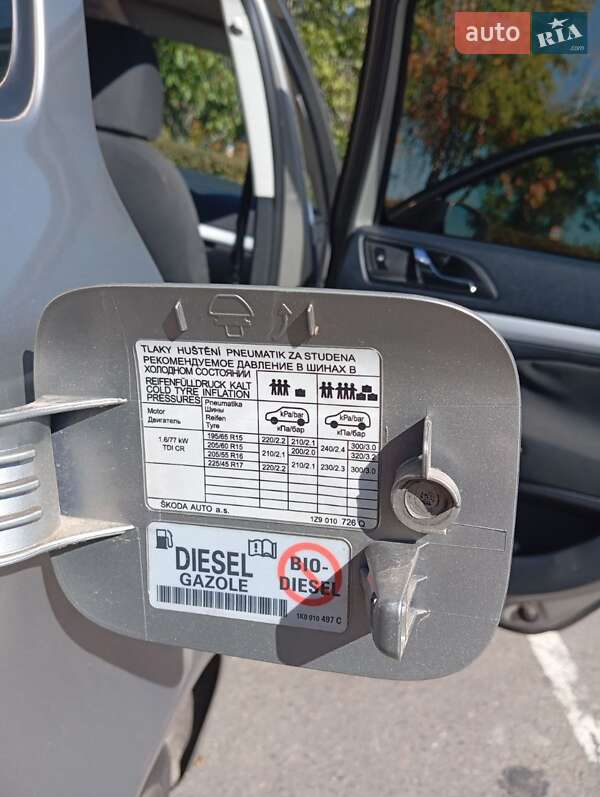 auto RIA
TLAKY HUŠTĚNÍ PNEUMATIK ZA STUDENA
РЕКОМЕНДУЕМОЕ ДАВЛЕНИЕ В ШИНАХ В
ХОЛОДНОМ СОСТОЯНИИ
REIFENFÜLLDRUCK KALT
COLD TYRE INFLATION
PRESSURES
Motor
Двигатель
Pneumatika
Шины
Reifen
Tyre
kPa/bar
кПа/бар
kPa/bar
кПа/бар
1.6/77 kW
TDI CR
195/65 R15 220/2.2 210/2.1
205/60 R15 200/2.0 240/2.4 300/3.0
205/55 R16 210/2.1 320/3.2
225/45 R17 220/2.2 210/2.1 230/2.3 300/3.0
ŠKODA AUTO a.s. 1Z9 010 726 Q
DIESEL
GAZOLE
BIO-
DIESEL
1K0 010 497 C